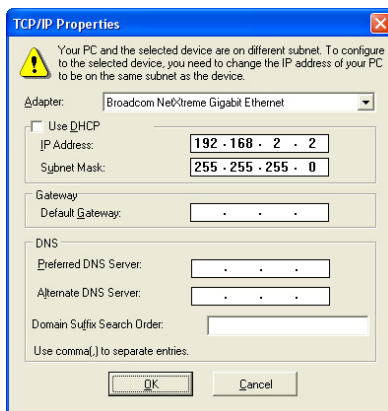 TCP/IP Properties
Your PC and the selected device are on different subnet. To configure
to the selected device, you need to change the IP address of your PC
to be on the same subnet as the device.
Adapter: Broadcom NetXtreme Gigabit Ethernet
Use DHCP
IP Address: 192 . 168 . 2 . 2
Subnet Mask: 255 . 255 . 255 . 0
Gateway
Default Gateway: . . .
DNS
Preferred DNS Server: . . .
Alternate DNS Server: . . .
Domain Suffix Search Order:
Use comma(,) to separate entries.
OK Cancel